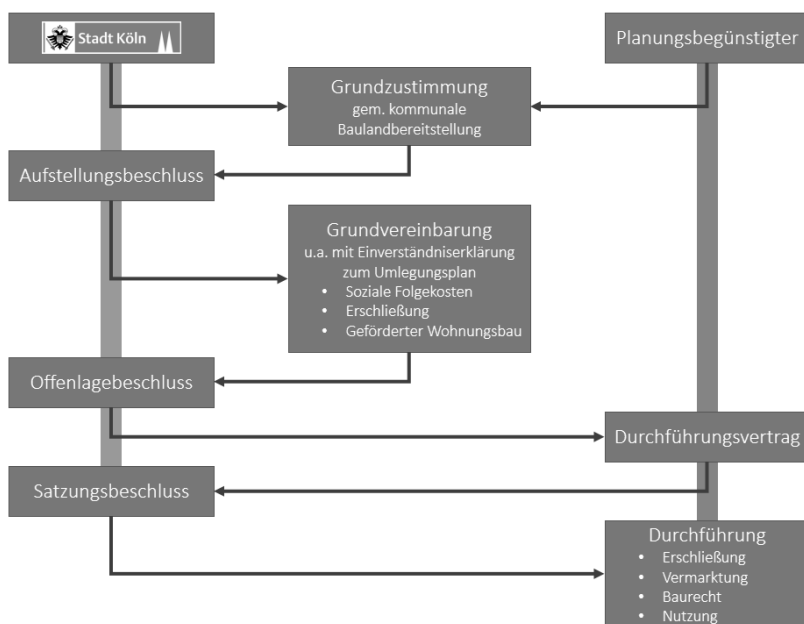 Stadt Köln
Planungsbegünstigter
Grundzustimmung
gem. kommunale
Baulandbereitstellung
Aufstellungsbeschluss
Grundvereinbarung
u.a. mit Einverständniserklärung
zum Umlegungsplan
• Soziale Folgekosten
• Erschließung
• Geförderter Wohnungsbau
Offenlagebeschluss
Durchführungsvertrag
Satzungsbeschluss
Durchführung
• Erschließung
• Vermarktung
• Baurecht
• Nutzung